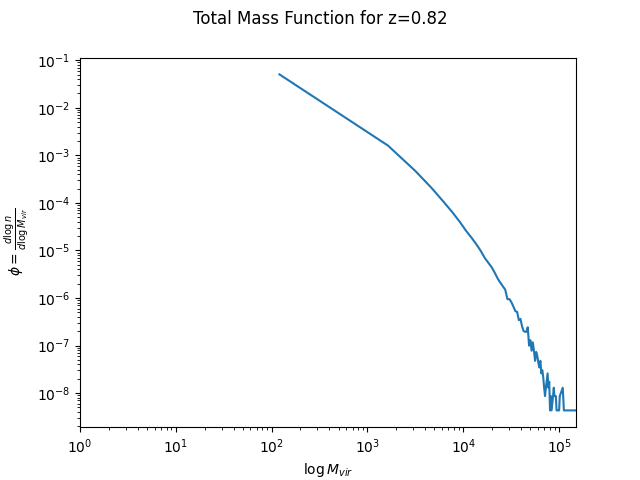 Total Mass Function for z=0.82
10⁻¹
10⁻²
10⁻³
10⁻⁴
10⁻⁵
10⁻⁶
10⁻⁷
10⁻⁸
ϕ = d log n / d log M_vir
10⁰ 10¹ 10² 10³ 10⁴ 10⁵
log M_vir